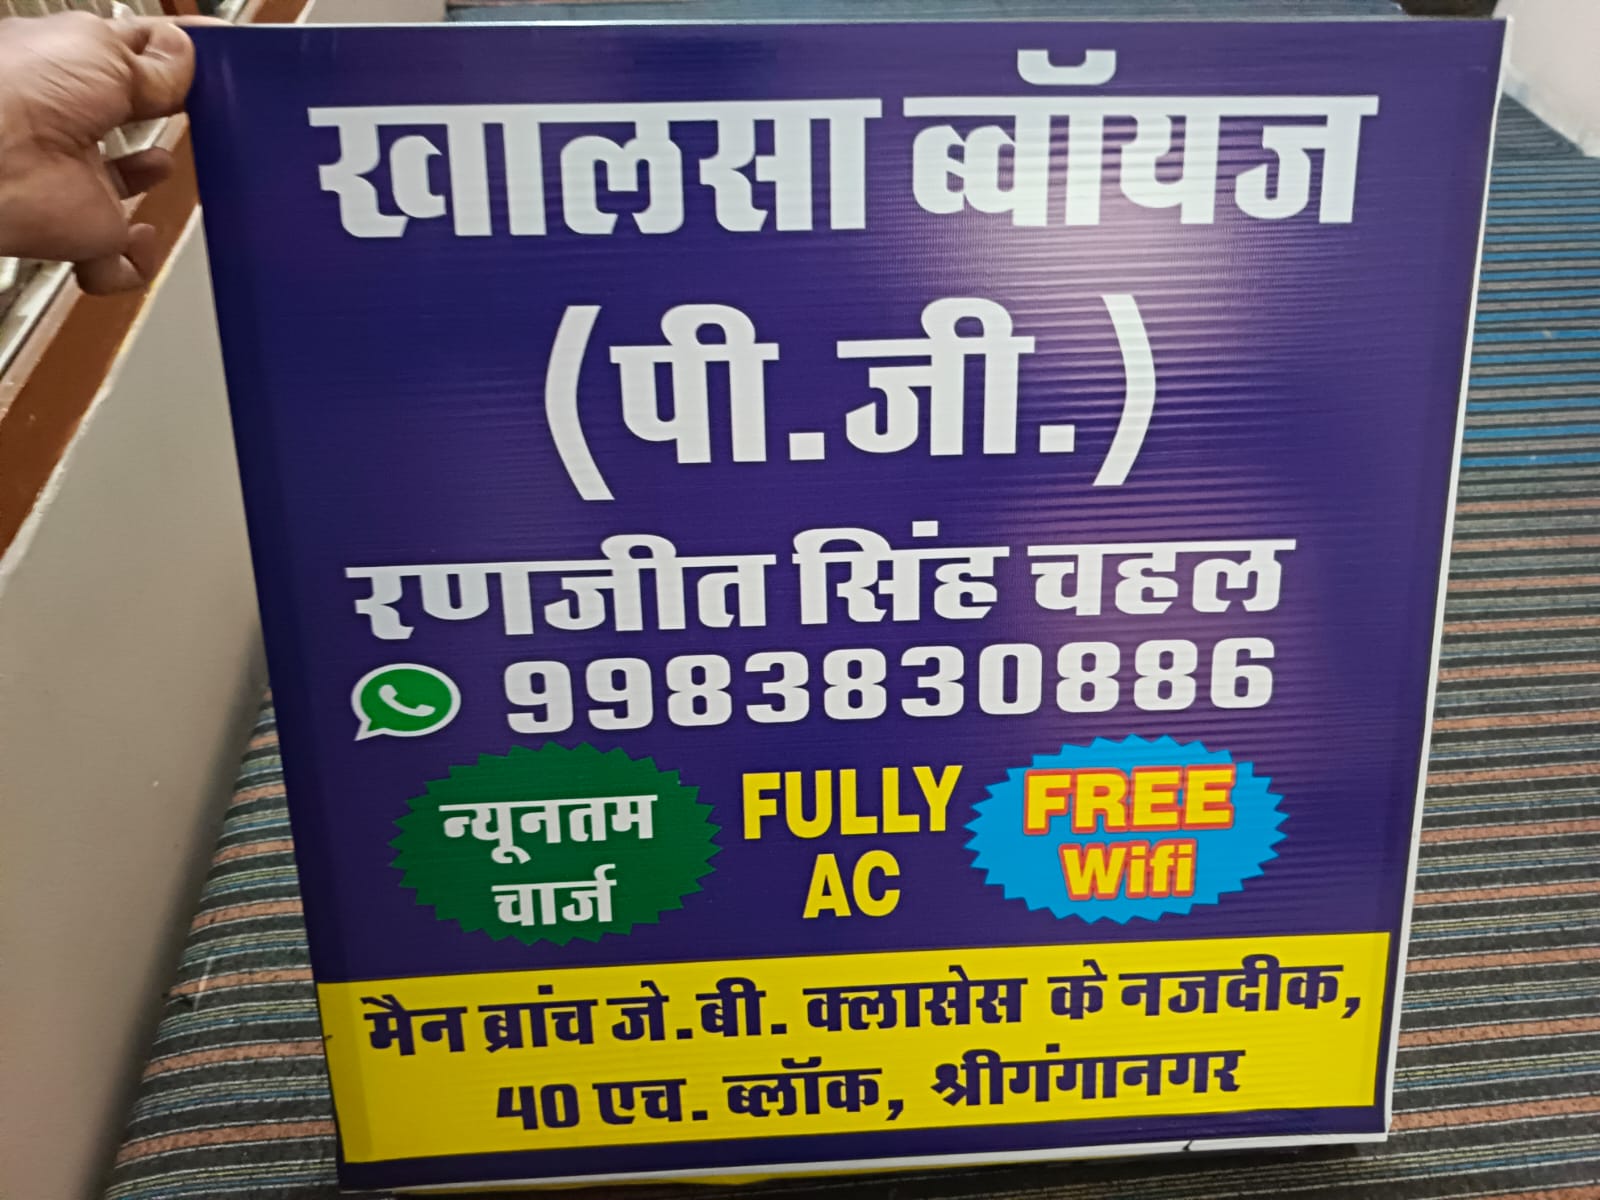 खालसा ब्वॉयज
(पी.जी.)
रणजीत सिंह चहल
9983830886
न्यूनतम
चार्ज
FULLY
AC
FREE
Wifi
मैन ब्रांच जे.बी. क्लासेस के नजदीक,
40 एच. ब्लॉक, श्रीगंगानगर